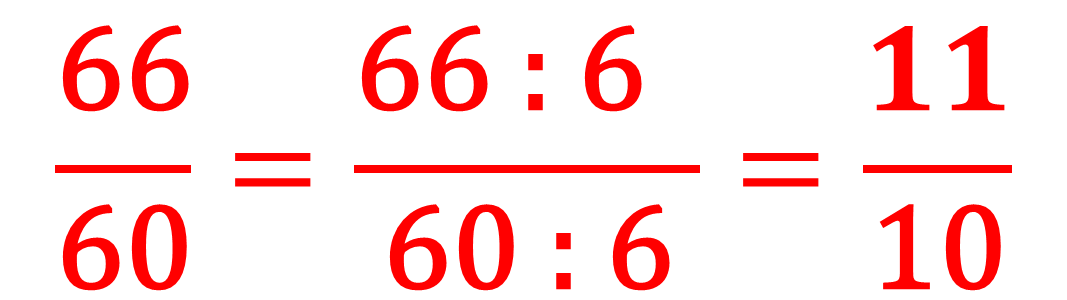 66/60 = 66 : 6/60 : 6 = 11/10